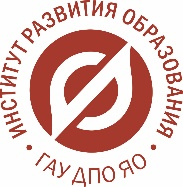 • ИНСТИТУТ РАЗВИТИЯ ОБРАЗОВАНИЯ •
ГАУ ДПО ЯО